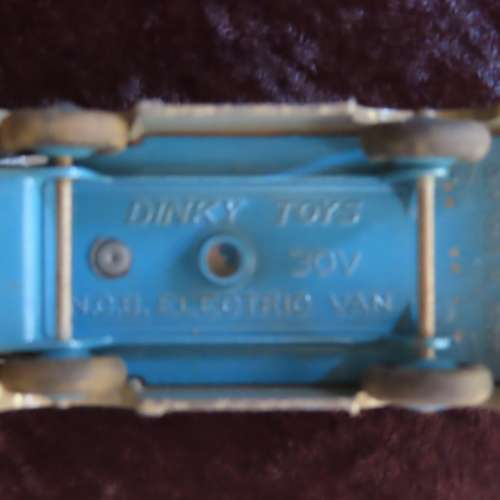 DINKY TOYS
30V
N.C.B. ELECTRIC VAN